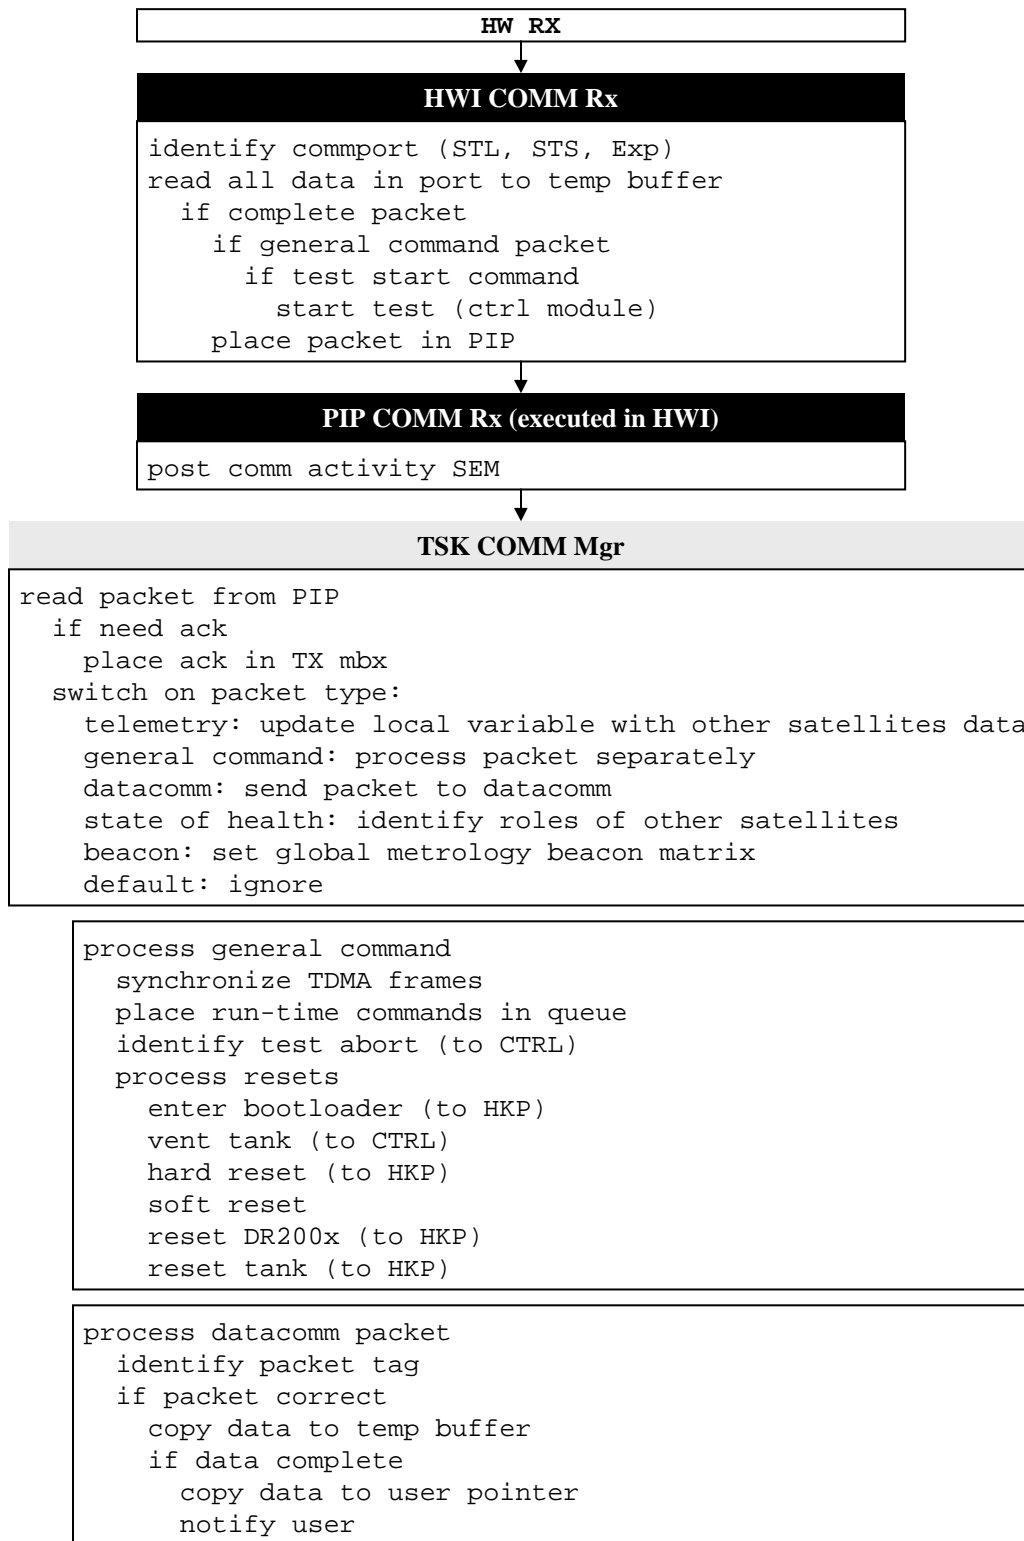 HW RX
HWI COMM Rx
identify commport (STL, STS, Exp)
read all data in port to temp buffer
if complete packet
if general command packet
if test start command
start test (ctrl module)
place packet in PIP
PIP COMM Rx (executed in HWI)
post comm activity SEM
TSK COMM Mgr
read packet from PIP
if need ack
place ack in TX mbx
switch on packet type:
telemetry: update local variable with other satellites data
general command: process packet separately
datacomm: send packet to datacomm
state of health: identify roles of other satellites
beacon: set global metrology beacon matrix
default: ignore
process general command
synchronize TDMA frames
place run-time commands in queue
identify test abort (to CTRL)
process resets
enter bootloader (to HKP)
vent tank (to CTRL)
hard reset (to HKP)
soft reset
reset DR200x (to HKP)
reset tank (to HKP)
process datacomm packet
identify packet tag
if packet correct
copy data to temp buffer
if data complete
copy data to user pointer
notify user